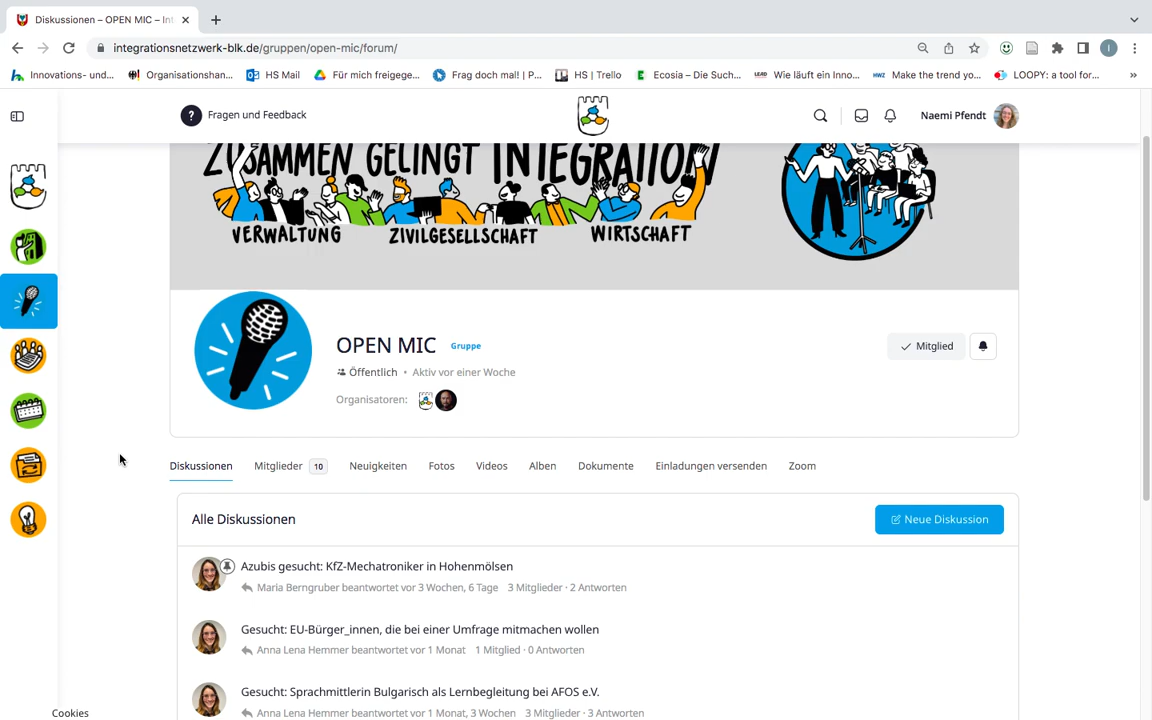 Diskussionen – OPEN MIC – Int
integrationsnetzwerk-blk.de/gruppen/open-mic/forum/
Innovations- und... Organisationshan... HS Mail Für mich freigege... Frag doch mal! | P... HS | Trello Ecosia – Die Such... LEAD Wie läuft ein Inno... HWZ Make the trend yo... LOOPY: a tool for... »
? Fragen und Feedback
Naemi Pfendt
ZUSAMMEN GELINGT INTEGRATION
VERWALTUNG ZIVILGESELLSCHAFT WIRTSCHAFT
OPEN MIC Gruppe
Mitglied
Öffentlich • Aktiv vor einer Woche
Organisatoren:
Diskussionen Mitglieder 10 Neuigkeiten Fotos Videos Alben Dokumente Einladungen versenden Zoom
Alle Diskussionen
Neue Diskussion
Azubis gesucht: KfZ-Mechatroniker in Hohenmölsen
Maria Berngruber beantwortet vor 3 Wochen, 6 Tage 3 Mitglieder · 2 Antworten
Gesucht: EU-Bürger_innen, die bei einer Umfrage mitmachen wollen
Anna Lena Hemmer beantwortet vor 1 Monat 1 Mitglied · 0 Antworten
Gesucht: Sprachmittlerin Bulgarisch als Lernbegleitung bei AFOS e.V.
Anna Lena Hemmer beantwortet vor 1 Monat, 3 Wochen 3 Mitglieder · 3 Antworten
Cookies